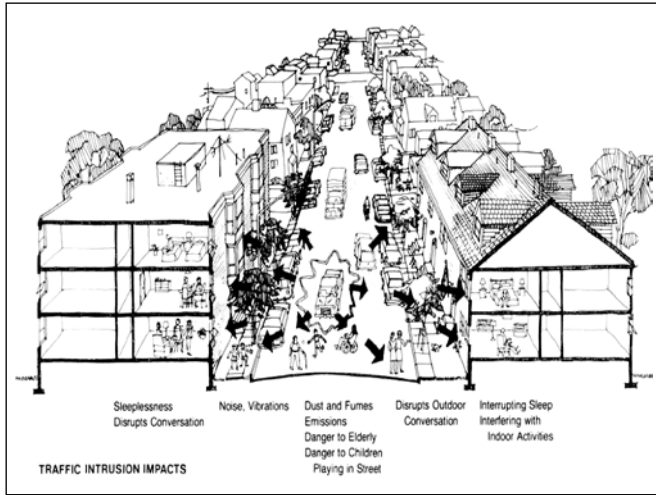 Sleeplessness
Disrupts Conversation
Noise, Vibrations
Dust and Fumes
Emissions
Danger to Elderly
Danger to Children
Playing in Street
Disrupts Outdoor
Conversation
Interrupting Sleep
Interfering with
Indoor Activities
TRAFFIC INTRUSION IMPACTS